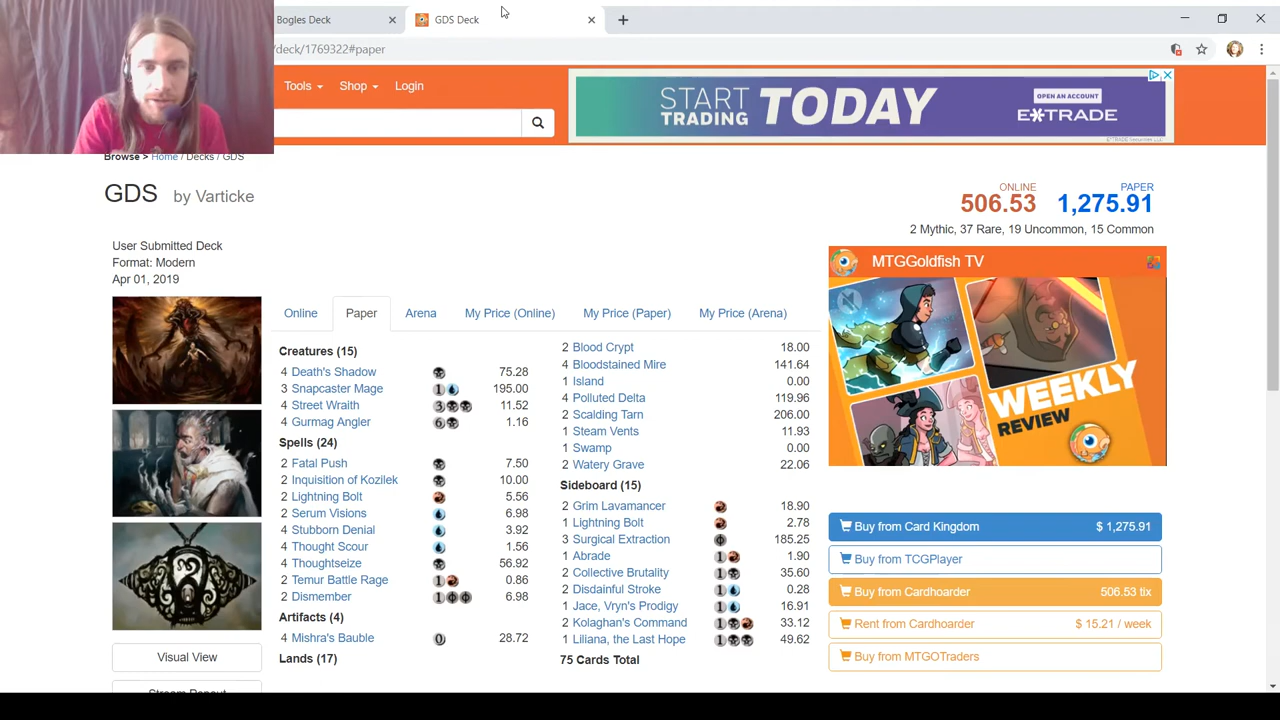 Bogles Deck
GDS Deck
/deck/1769322#paper
Tools
Shop
Login
START TRADING TODAY
OPEN AN ACCOUNT
E*TRADE
Browse > Home / Decks / GDS
GDS by Varticke
ONLINE
506.53
PAPER
1,275.91
2 Mythic, 37 Rare, 19 Uncommon, 15 Common
User Submitted Deck
Format: Modern
Apr 01, 2019
Online
Paper
Arena
My Price (Online)
My Price (Paper)
My Price (Arena)
Creatures (15)
4 Death's Shadow 75.28
3 Snapcaster Mage 1 195.00
4 Street Wraith 3 11.52
4 Gurmag Angler 6 1.16
Spells (24)
2 Fatal Push 7.50
2 Inquisition of Kozilek 10.00
2 Lightning Bolt 5.56
2 Serum Visions 6.98
4 Stubborn Denial 3.92
4 Thought Scour 1.56
4 Thoughtseize 56.92
2 Temur Battle Rage 1 0.86
2 Dismember 1 6.98
Artifacts (4)
4 Mishra's Bauble 0 28.72
Lands (17)
2 Blood Crypt 18.00
4 Bloodstained Mire 141.64
1 Island 0.00
4 Polluted Delta 119.96
2 Scalding Tarn 206.00
1 Steam Vents 11.93
1 Swamp 0.00
2 Watery Grave 22.06
Sideboard (15)
2 Grim Lavamancer 18.90
1 Lightning Bolt 2.78
3 Surgical Extraction 185.25
1 Abrade 1 1.90
2 Collective Brutality 1 35.60
2 Disdainful Stroke 1 0.28
1 Jace, Vryn's Prodigy 1 16.91
2 Kolaghan's Command 1 33.12
1 Liliana, the Last Hope 1 49.62
75 Cards Total
MTGGoldfish TV
WEEKLY
REVIEW
Buy from Card Kingdom $ 1,275.91
Buy from TCGPlayer
Buy from Cardhoarder 506.53 tix
Rent from Cardhoarder $ 15.21 / week
Buy from MTGOTraders
Visual View